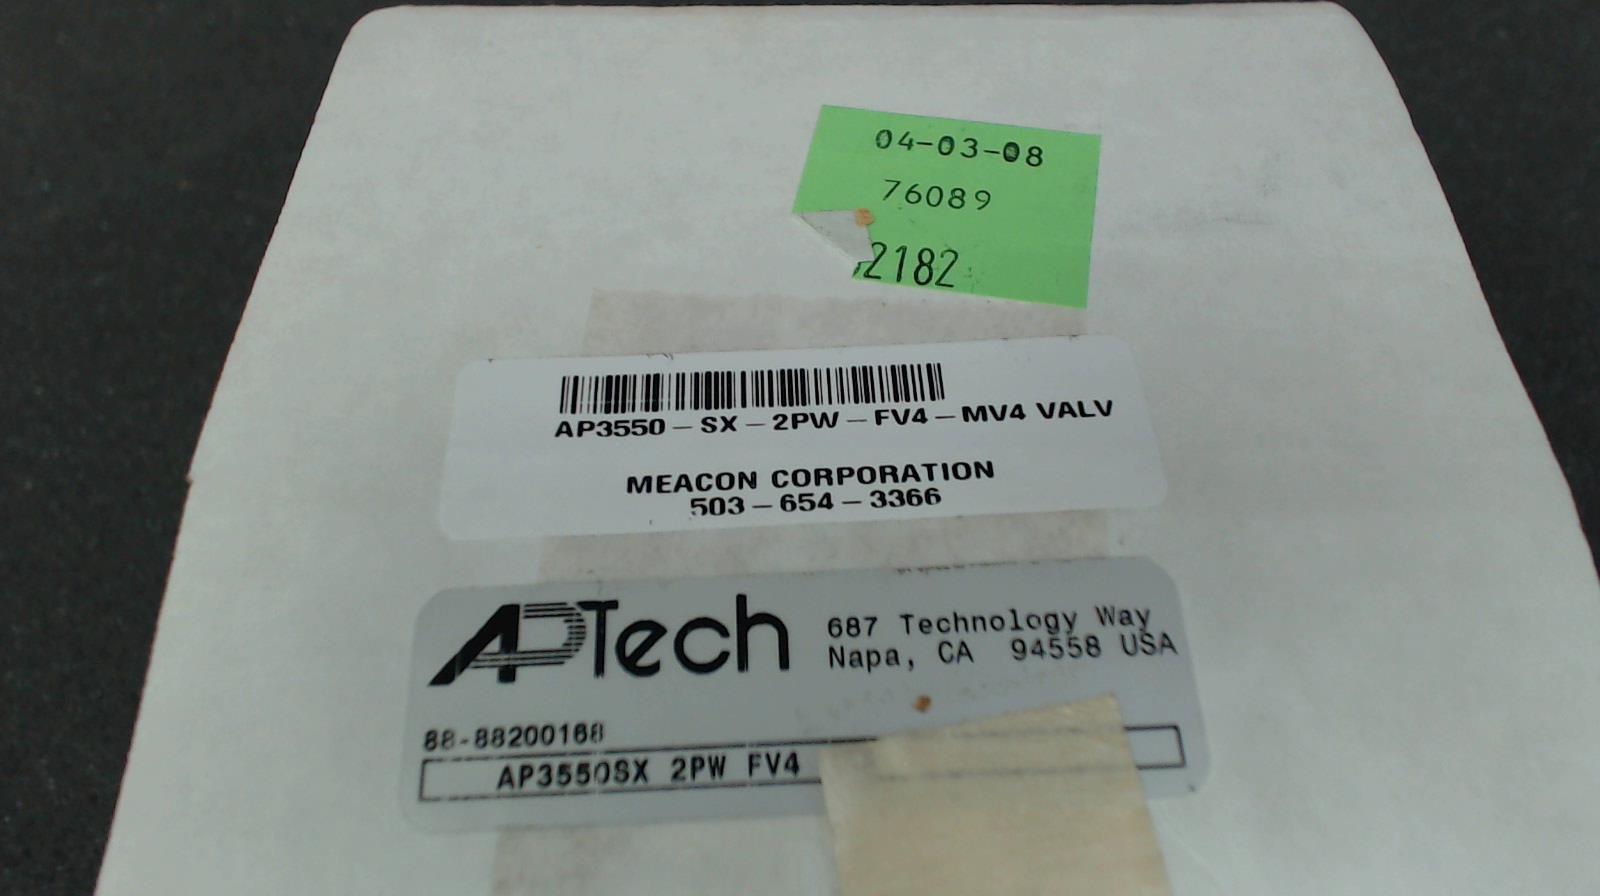 04-03-08
76089
2182
AP3550-SX-2PW-FV4-MV4 VALV
MEACON CORPORATION
503-654-3366
APTech
687 Technology Way
Napa, CA 94558 USA
88-88200168
AP3550SX 2PW FV4